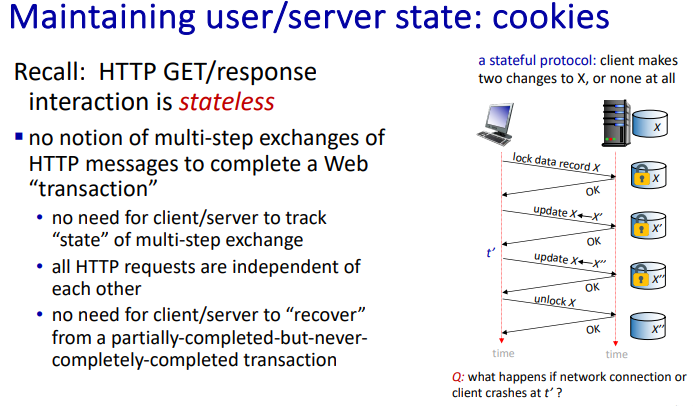 Maintaining user/server state: cookies
Recall: HTTP GET/response
interaction is stateless
▪ no notion of multi-step exchanges of
HTTP messages to complete a Web
“transaction”
• no need for client/server to track
“state” of multi-step exchange
• all HTTP requests are independent of
each other
• no need for client/server to “recover”
from a partially-completed-but-never-
completely-completed transaction
a stateful protocol: client makes
two changes to X, or none at all
X
lock data record X
OK
X
update X←X’
OK
X’
t’
update X←X’’
OK
X’’
unlock X
OK
X’’
time
time
Q: what happens if network connection or
client crashes at t’ ?